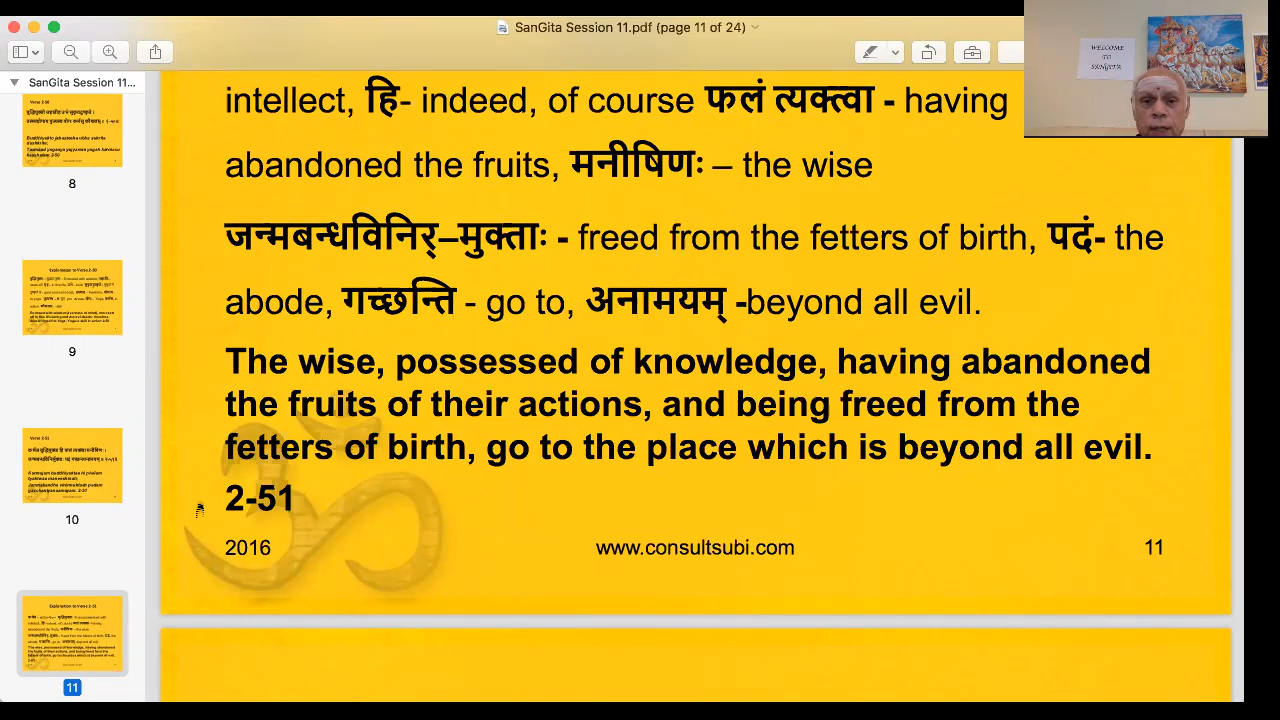 SanGita Session 11.pdf (page 11 of 24)
SanGita Session 11...
WELCOME
TO
SANGITA
8
9
10
11
intellect, हि- indeed, of course फलं त्यक्त्वा - having
abandoned the fruits, मनीषिणः – the wise
जन्मबन्धविनिर्–मुक्ताः - freed from the fetters of birth, पदं- the
abode, गच्छन्ति - go to, अनामयम् -beyond all evil.
The wise, possessed of knowledge, having abandoned
the fruits of their actions, and being freed from the
fetters of birth, go to the place which is beyond all evil.
2-51
2016 www.consultsubi.com 11